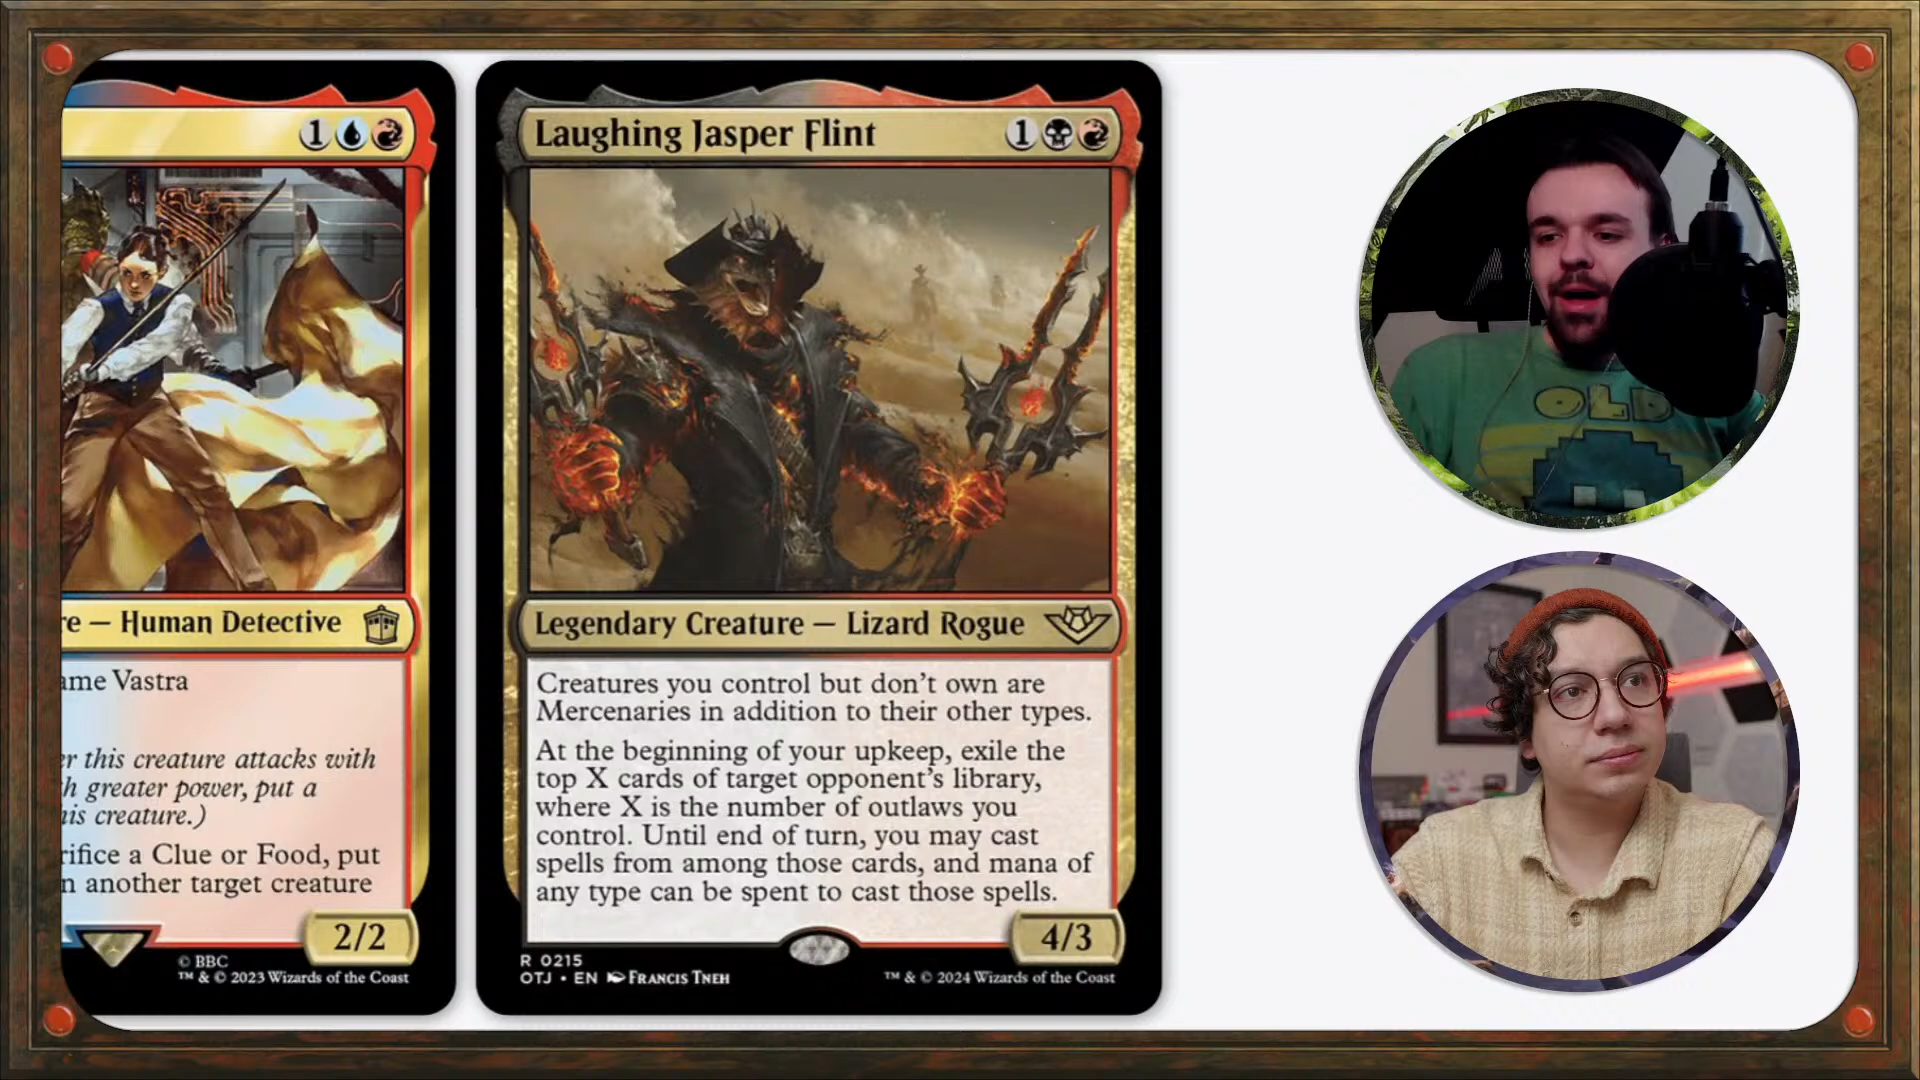 1
re — Human Detective
ame Vastra
er this creature attacks with
h greater power, put a
his creature.)
rifice a Clue or Food, put
n another target creature
2/2
© BBC
™ & © 2023 Wizards of the Coast
Laughing Jasper Flint
1
Legendary Creature — Lizard Rogue
Creatures you control but don't own are
Mercenaries in addition to their other types.
At the beginning of your upkeep, exile the
top X cards of target opponent's library,
where X is the number of outlaws you
control. Until end of turn, you may cast
spells from among those cards, and mana of
any type can be spent to cast those spells.
4/3
R 0215
OTJ • EN Francis Tneh
™ & © 2024 Wizards of the Coast
OLD